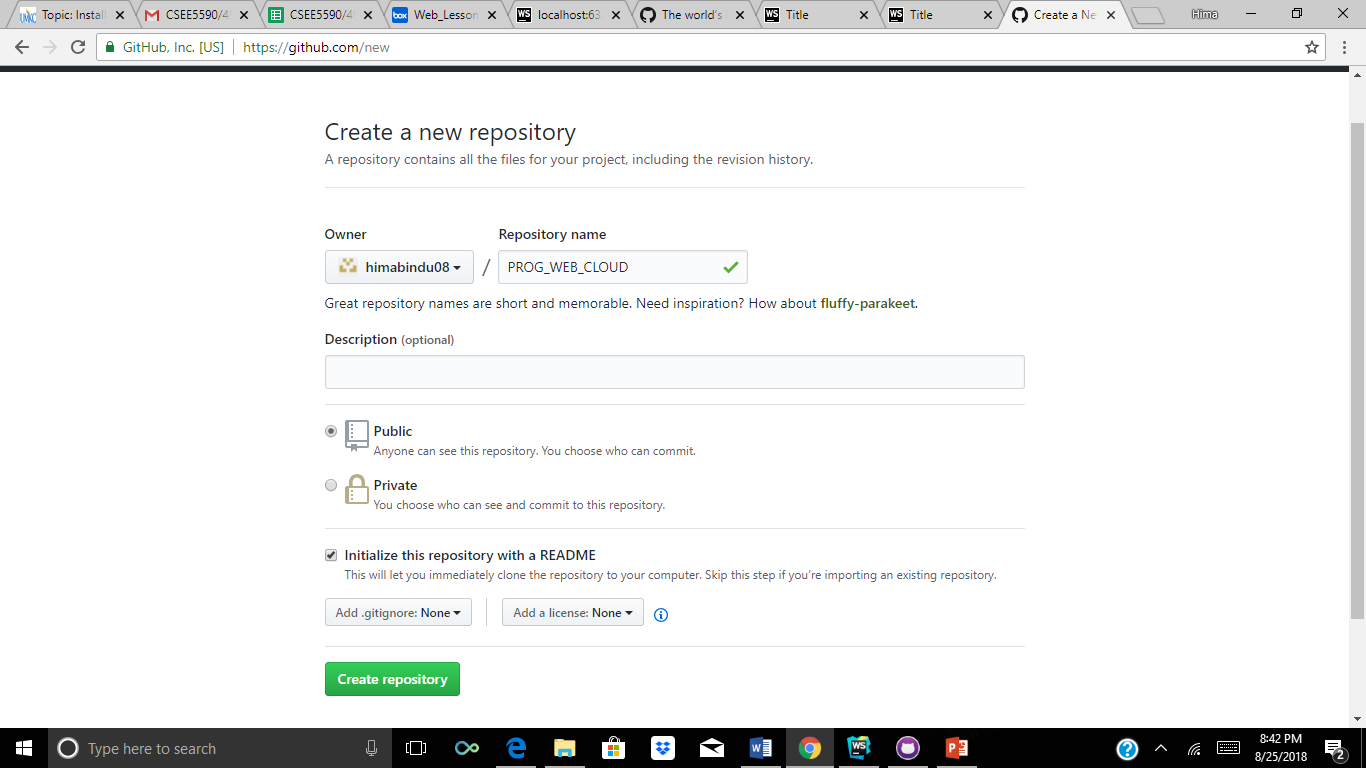 Topic: Install
CSEE5590/4
CSEE5590/4
box Web_Lesson
WS localhost:63
The world's
WS Title
WS Title
Create a Ne
Hima
GitHub, Inc. [US] https://github.com/new
Create a new repository
A repository contains all the files for your project, including the revision history.
Owner Repository name
himabindu08 / PROG_WEB_CLOUD
Great repository names are short and memorable. Need inspiration? How about fluffy-parakeet.
Description (optional)
Public
Anyone can see this repository. You choose who can commit.
Private
You choose who can see and commit to this repository.
Initialize this repository with a README
This will let you immediately clone the repository to your computer. Skip this step if you're importing an existing repository.
Add .gitignore: None Add a license: None
Create repository
Type here to search
WS
8:42 PM
8/25/2018
2